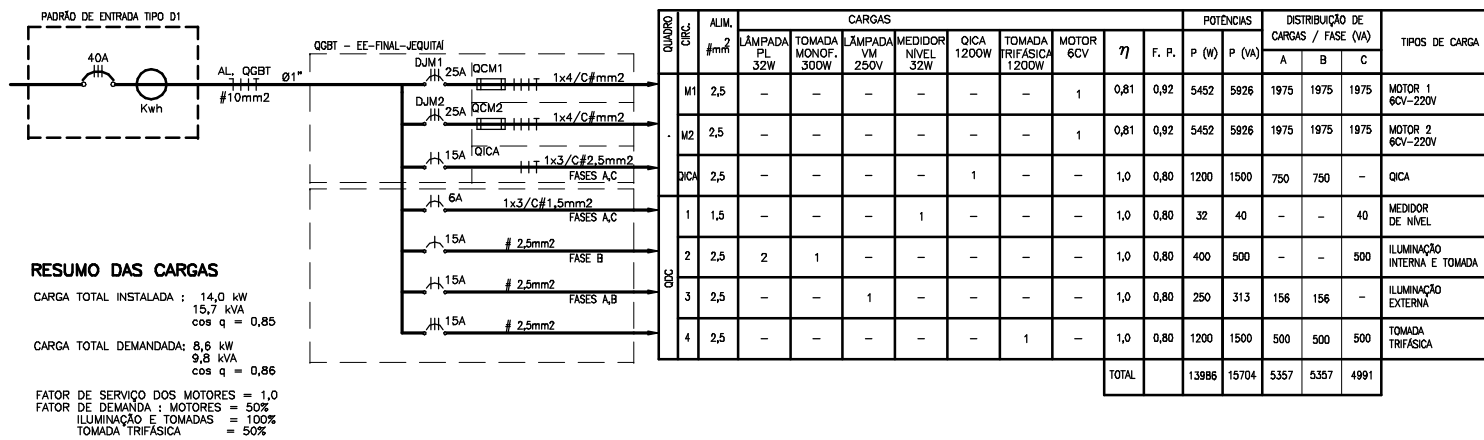 PADRÃO DE ENTRADA TIPO D1
40A
Kwh
AL. QGBT Ø1"
#10mm2
QGBT - EE-FINAL-JEQUITAÍ
DJM1 25A QCM1 1x4/C#mm2
DJM2 25A QCM2 1x4/C#mm2
15A QICA 1x3/C#2,5mm2
FASES A,C
6A 1x3/C#1,5mm2
FASES A,C
15A # 2,5mm2
FASE B
15A # 2,5mm2
FASES A,B
15A # 2,5mm2
RESUMO DAS CARGAS
CARGA TOTAL INSTALADA : 14,0 kW
15,7 kVA
cos q = 0,85
CARGA TOTAL DEMANDADA: 8,6 kW
9,8 kVA
cos q = 0,86
FATOR DE SERVIÇO DOS MOTORES = 1,0
FATOR DE DEMANDA : MOTORES = 50%
ILUMINAÇÃO E TOMADAS = 100%
TOMADA TRIFÁSICA = 50%
QUADRO CIRC. ALIM. #mm2 CARGAS POTÊNCIAS DISTRIBUIÇÃO DE CARGAS / FASE (VA) TIPOS DE CARGA
LÂMPADA PL 32W TOMADA MONOF. 300W LÂMPADA VM 250V MEDIDOR NÍVEL 32W QICA 1200W TOMADA TRIFÁSICA 1200W MOTOR 6CV η F. P. P (W) P (VA) A B C
- M1 2,5 - - - - - - 1 0,81 0,92 5452 5926 1975 1975 1975 MOTOR 1 6CV-220V
M2 2,5 - - - - - - 1 0,81 0,92 5452 5926 1975 1975 1975 MOTOR 2 6CV-220V
QICA 2,5 - - - - 1 - - 1,0 0,80 1200 1500 750 750 - QICA
QDC 1 1,5 - - - 1 - - - 1,0 0,80 32 40 - - 40 MEDIDOR DE NÍVEL
2 2,5 2 1 - - - - - 1,0 0,80 400 500 - - 500 ILUMINAÇÃO INTERNA E TOMADA
3 2,5 - - 1 - - - - 1,0 0,80 250 313 156 156 - ILUMINAÇÃO EXTERNA
4 2,5 - - - - - 1 - 1,0 0,80 1200 1500 500 500 500 TOMADA TRIFÁSICA
TOTAL 13986 15704 5357 5357 4991